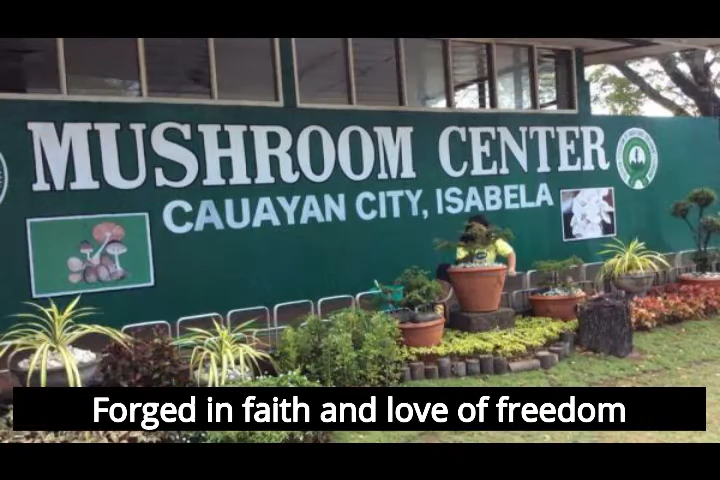 MUSHROOM CENTER
CAUAYAN CITY, ISABELA
Forged in faith and love of freedom